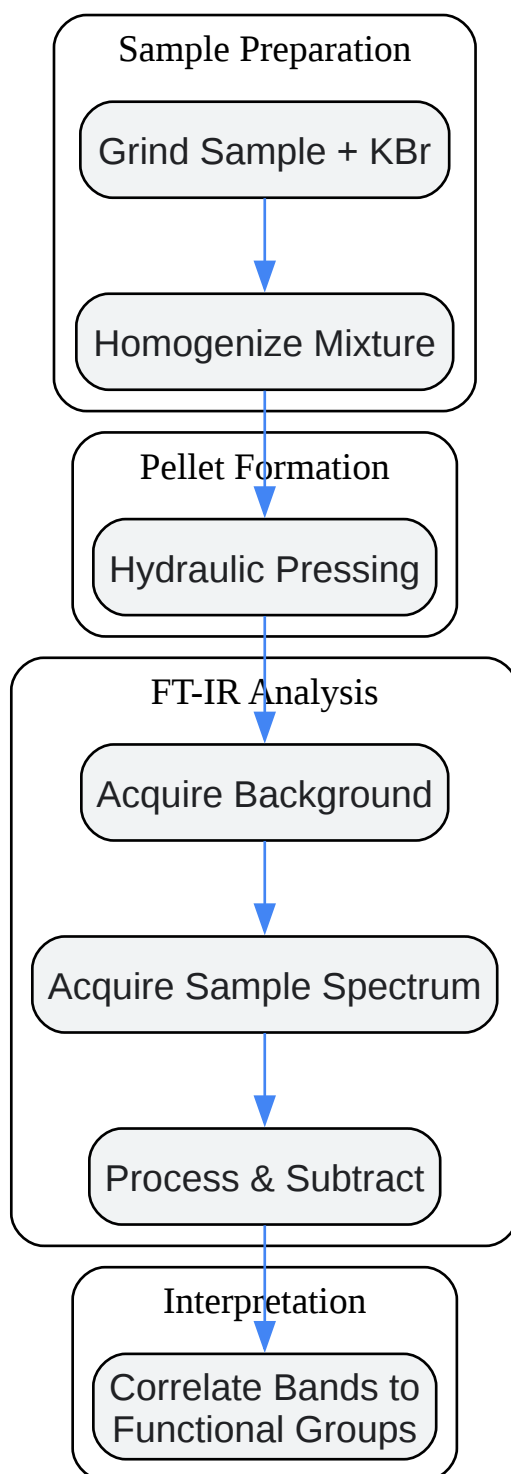 Sample Preparation
Grind Sample + KBr
Homogenize Mixture
Pellet Formation
Hydraulic Pressing
FT-IR Analysis
Acquire Background
Acquire Sample Spectrum
Process & Subtract
Interpretation
Correlate Bands to
Functional Groups